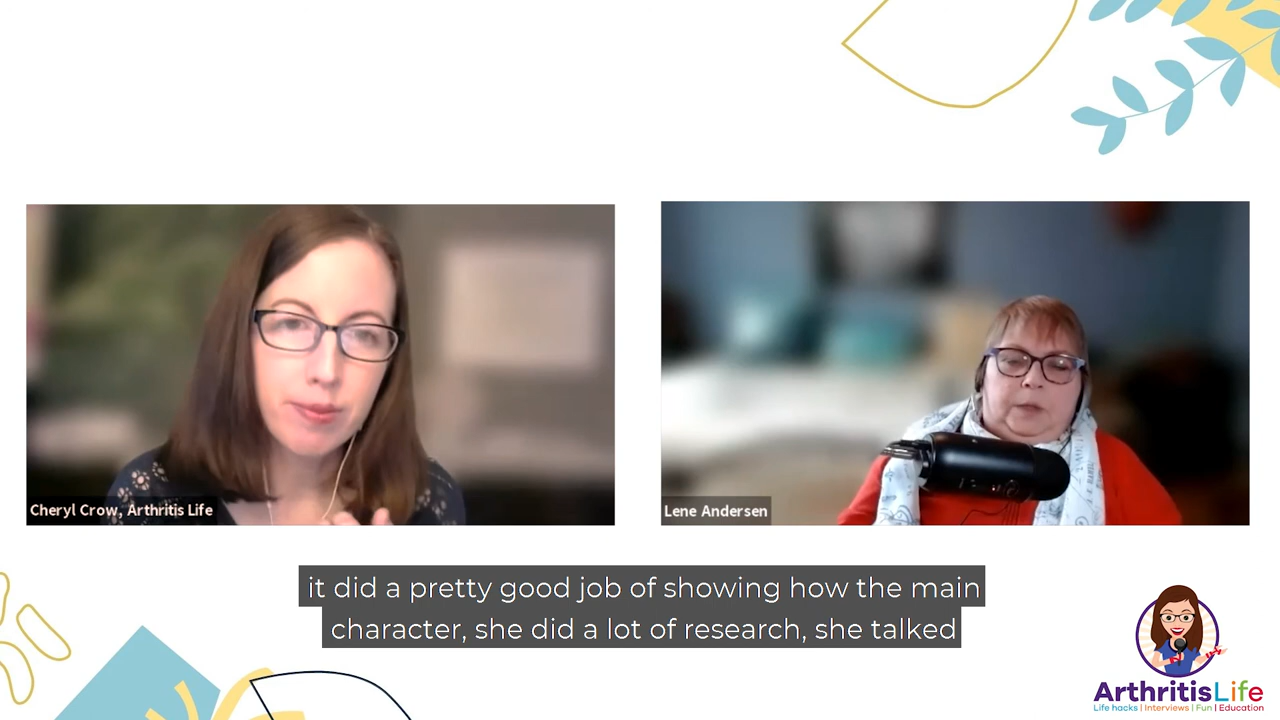 Cheryl Crow, Arthritis Life
Lene Andersen
it did a pretty good job of showing how the main
character, she did a lot of research, she talked
ArthritisLife
Life hacks | Interviews | Fun | Education